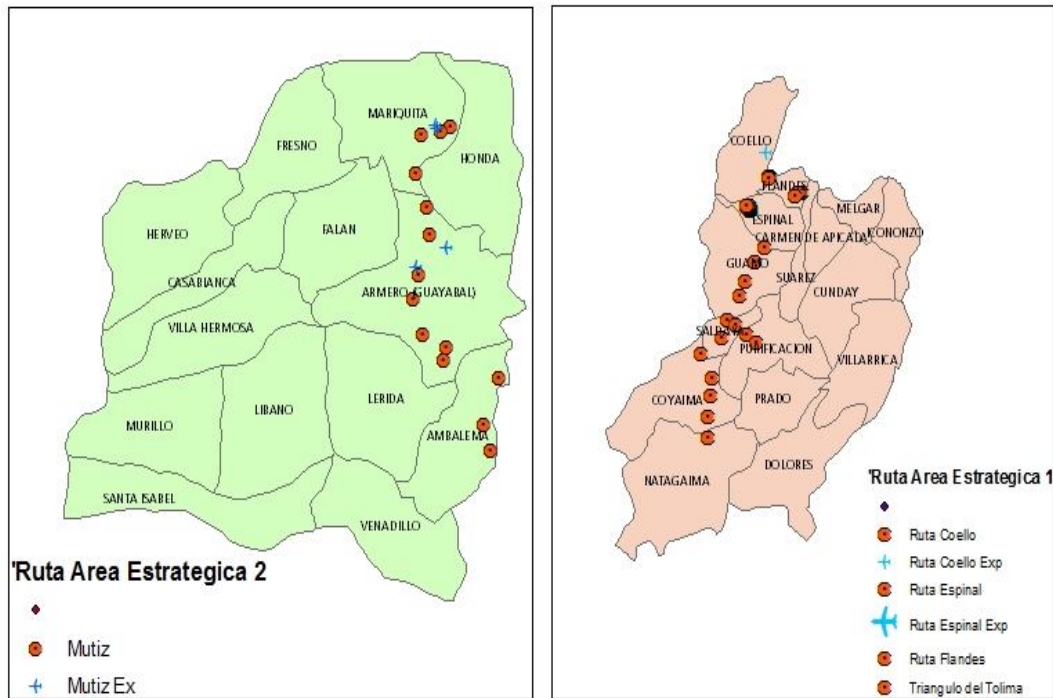 MARIQUITA
FRESNO
HONDA
FALAN
HERVEO
CASABIANCA
ARMERO (GUAYABAL)
VILLA HERMOSA
LERIDA
LIBANO
MURILLO
AMBALEMA
SANTA ISABEL
VENADILLO
'Ruta Area Estrategica 2
Mutiz
Mutiz Ex
COELLO
FLANDES
MELGAR
ESPINAL
ICONONZO
CARMEN DE APICALA
GUAMO
SUAREZ
CUNDAY
SALDAÑA
PURIFICACION
VILLARRICA
COYAIMA
PRADO
DOLORES
NATAGAIMA
'Ruta Area Estrategica 1
Ruta Coello
Ruta Coello Exp
Ruta Espinal
Ruta Espinal Exp
Ruta Flandes
Triangulo del Tolima